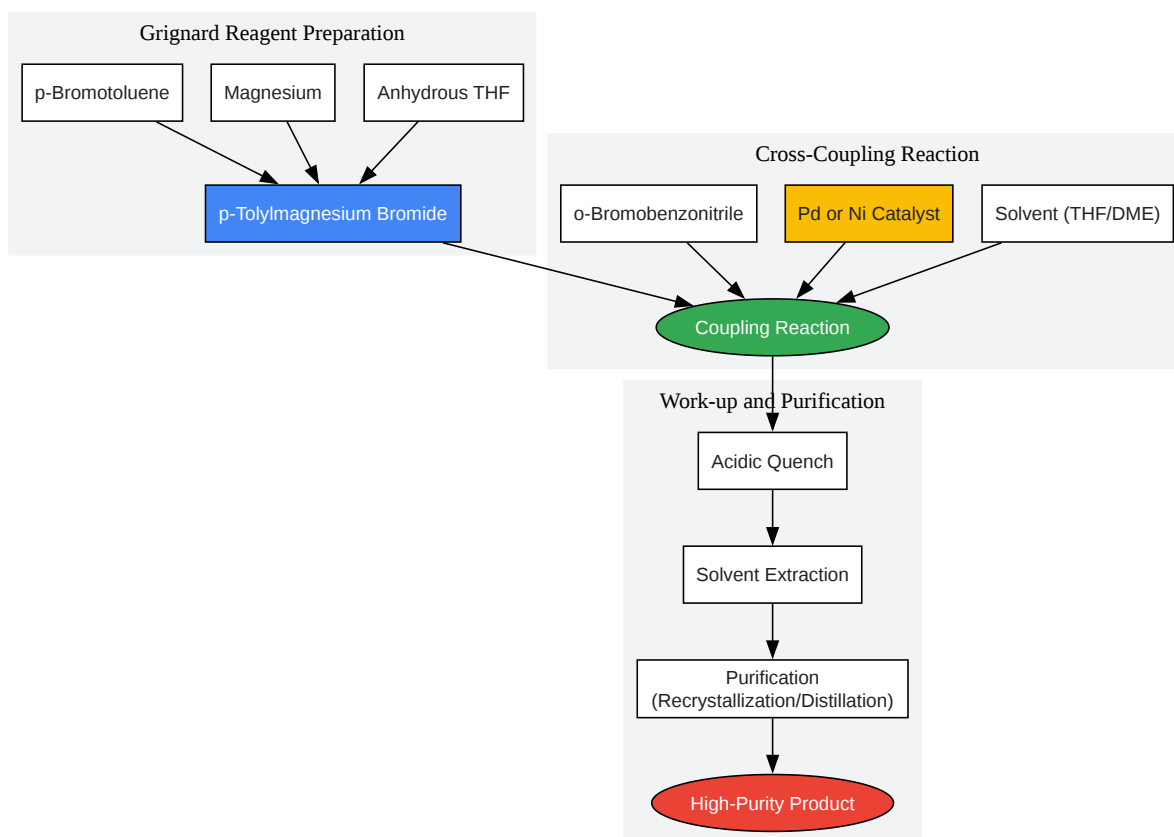 Grignard Reagent Preparation
p-Bromotoluene
Magnesium
Anhydrous THF
p-Tolylmagnesium Bromide
Cross-Coupling Reaction
o-Bromobenzonitrile
Pd or Ni Catalyst
Solvent (THF/DME)
Coupling Reaction
Work-up and Purification
Acidic Quench
Solvent Extraction
Purification
(Recrystallization/Distillation)
High-Purity Product